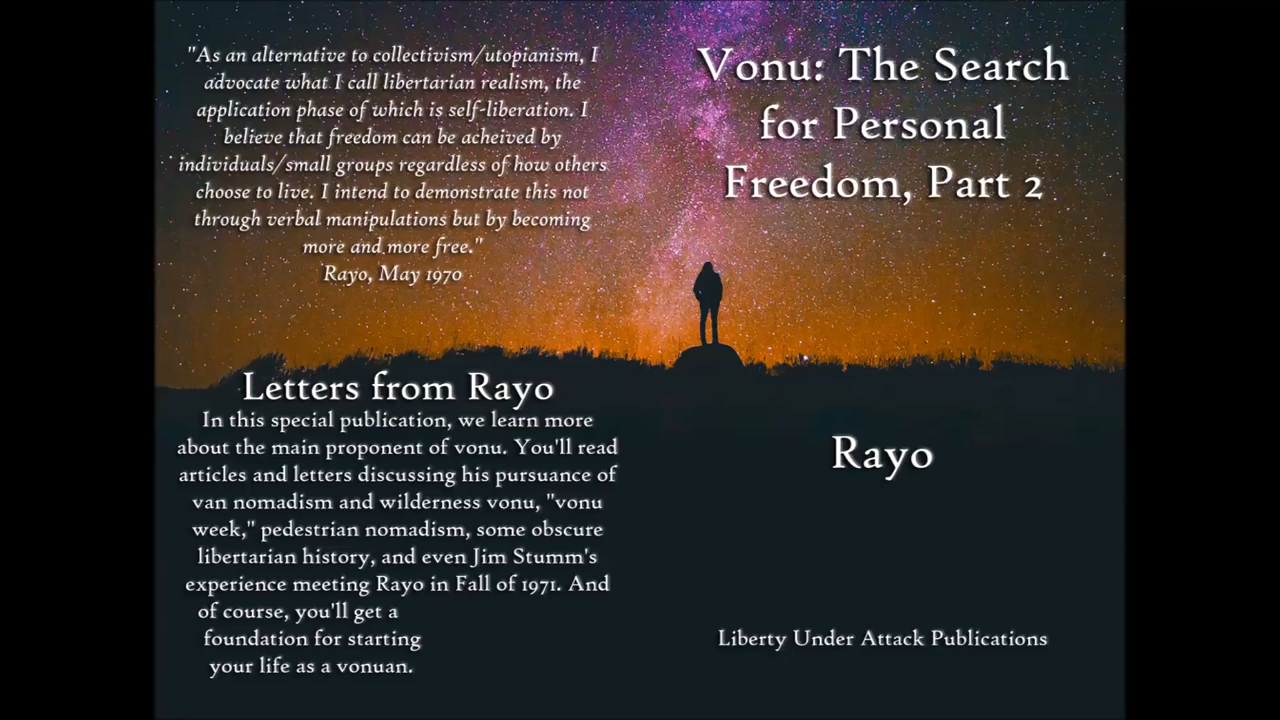 "As an alternative to collectivism/utopianism, I
advocate what I call libertarian realism, the
application phase of which is self-liberation. I
believe that freedom can be acheived by
individuals/small groups regardless of how others
choose to live. I intend to demonstrate this not
through verbal manipulations but by becoming
more and more free."
Rayo, May 1970
Letters from Rayo
In this special publication, we learn more
about the main proponent of vonu. You'll read
articles and letters discussing his pursuance of
van nomadism and wilderness vonu, "vonu
week," pedestrian nomadism, some obscure
libertarian history, and even Jim Stumm's
experience meeting Rayo in Fall of 1971. And
of course, you'll get a
foundation for starting
your life as a vonuan.
Vonu: The Search
for Personal
Freedom, Part 2
Rayo
Liberty Under Attack Publications